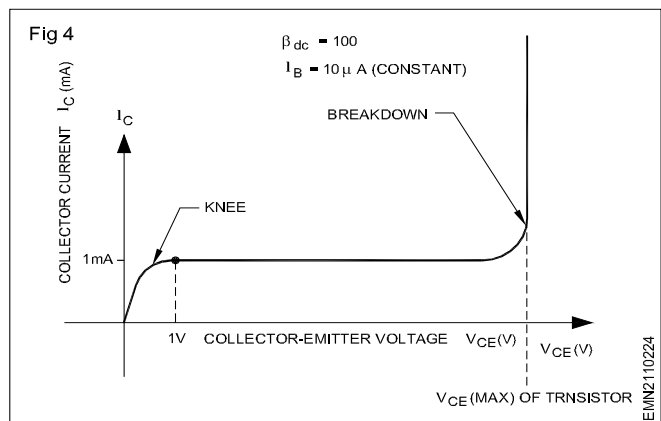 Fig 4
β dc = 100
I B = 10 μ A (CONSTANT)
COLLECTOR CURRENT I C (mA)
I C
BREAKDOWN
KNEE
1mA
1V COLLECTOR-EMITTER VOLTAGE V CE (V) V CE (V)
V CE (MAX) OF TRNSISTOR
EMN2110224